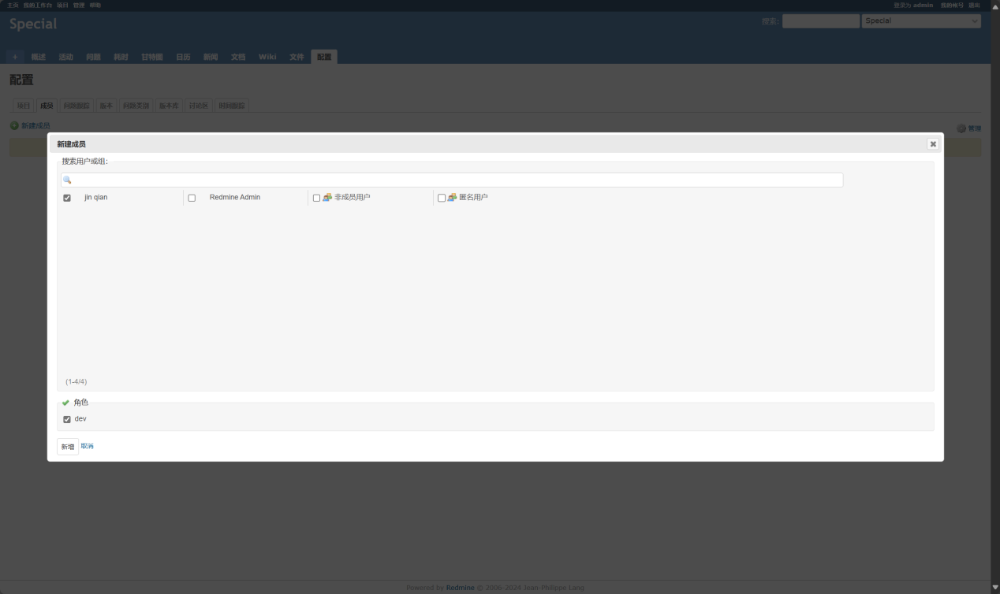 主页 我的工作台 项目 管理 帮助
登录为 admin 我的帐号 退出
Special
搜索: Special
+ 概述 活动 问题 耗时 甘特图 日历 新闻 文档 Wiki 文件 配置
配置
项目 成员 问题跟踪 版本 问题类别 版本库 讨论区 时间跟踪
新建成员
管理
新建成员
搜索用户或组:
jin qian
Redmine Admin
非成员用户
匿名用户
(1-4/4)
角色
dev
新增 取消
Powered by Redmine © 2006-2024 Jean-Philippe Lang